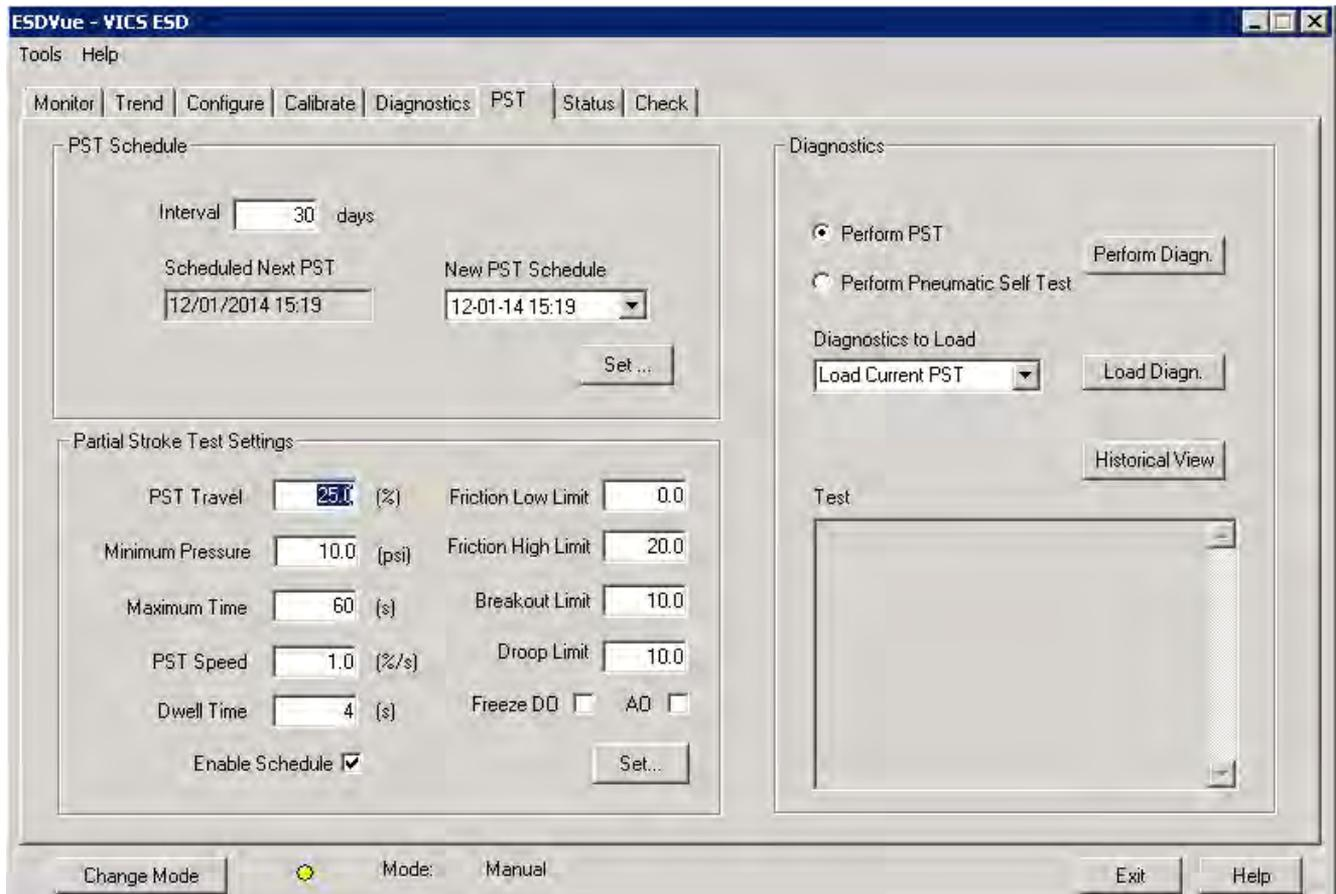 ESDVue - VICS ESD
Tools Help
Monitor Trend Configure Calibrate Diagnostics PST Status Check
PST Schedule
Interval 30 days
Scheduled Next PST
12/01/2014 15:19
New PST Schedule
12-01-14 15:19
Set ...
Partial Stroke Test Settings
PST Travel 25.0 (%)
Minimum Pressure 10.0 (psi)
Maximum Time 60 (s)
PST Speed 1.0 (%/s)
Dwell Time 4 (s)
Enable Schedule
Friction Low Limit 0.0
Friction High Limit 20.0
Breakout Limit 10.0
Droop Limit 10.0
Freeze DO AO
Set...
Diagnostics
Perform PST
Perform Pneumatic Self Test
Perform Diagn.
Diagnostics to Load
Load Current PST
Load Diagn.
Historical View
Test
Change Mode
Mode: Manual
Exit
Help